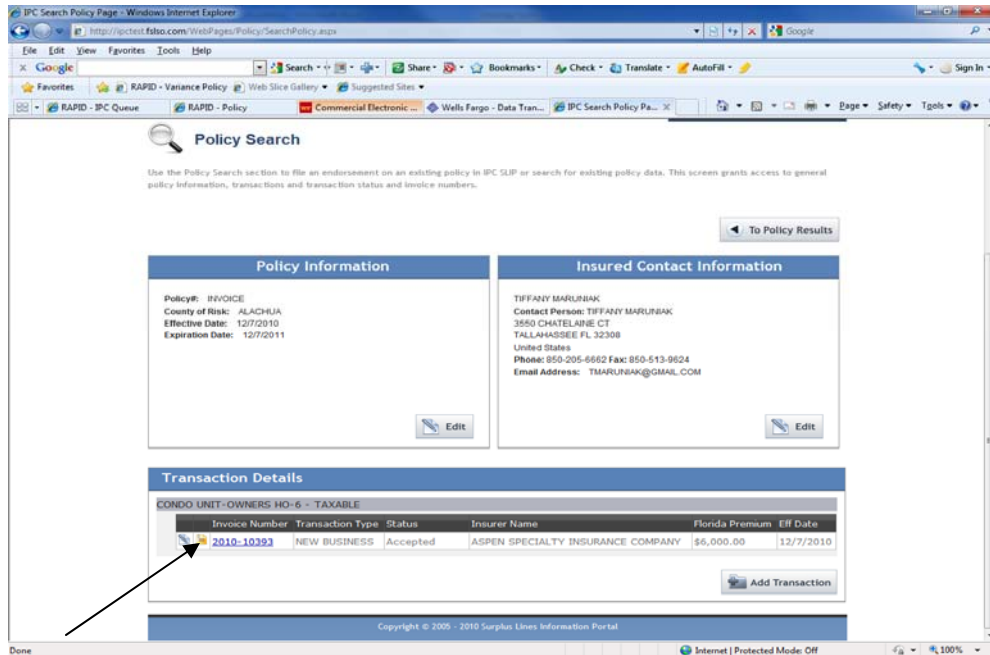 IPC Search Policy Page - Windows Internet Explorer
http://ipctest.fslso.com/WebPages/Policy/SearchPolicy.aspx
Google
File Edit View Favorites Tools Help
x Google Search Share Bookmarks Check Translate AutoFill Sign In
Favorites RAPID - Variance Policy Web Slice Gallery Suggested Sites
RAPID - IPC Queue RAPID - Policy Commercial Electronic ... Wells Fargo - Data Tran... IPC Search Policy Pa... Page Safety Tools
Policy Search
Use the Policy Search section to file an endorsement on an existing policy in IPC SLIP or search for existing policy data. This screen grants access to general
policy information, transactions and transaction status and invoice numbers.
To Policy Results
Policy Information
Policy#: INVOICE
County of Risk: ALACHUA
Effective Date: 12/7/2010
Expiration Date: 12/7/2011
Edit
Insured Contact Information
TIFFANY MARUNIAK
Contact Person: TIFFANY MARUNIAK
3550 CHATELAINE CT
TALLAHASSEE FL 32308
United States
Phone: 850-205-6662 Fax: 850-513-9624
Email Address: TMARUNIAK@GMAIL.COM
Edit
Transaction Details
CONDO UNIT-OWNERS HO-6 - TAXABLE
Invoice Number Transaction Type Status Insurer Name Florida Premium Eff Date
2010-10393 NEW BUSINESS Accepted ASPEN SPECIALTY INSURANCE COMPANY $6,000.00 12/7/2010
Add Transaction
Copyright © 2005 - 2010 Surplus Lines Information Portal
Done Internet | Protected Mode: Off 100%